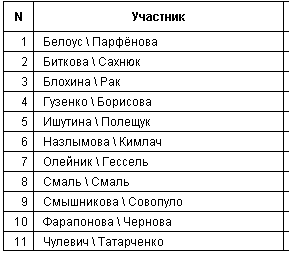 N Участник
1 Белоус \ Парфёнова
2 Биткова \ Сахнюк
3 Блохина \ Рак
4 Гузенко \ Борисова
5 Ишутина \ Полещук
6 Назлымова \ Кимлач
7 Олейник \ Гессель
8 Смаль \ Смаль
9 Смышникова \ Совопуло
10 Фарапонова \ Чернова
11 Чулевич \ Татарченко